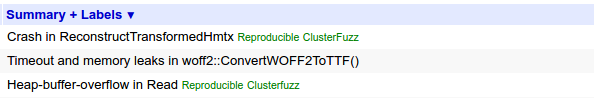 Summary + Labels ▼
Crash in ReconstructTransformedHmtx Reproducible ClusterFuzz
Timeout and memory leaks in woff2::ConvertWOFF2ToTTF()
Heap-buffer-overflow in Read Reproducible Clusterfuzz